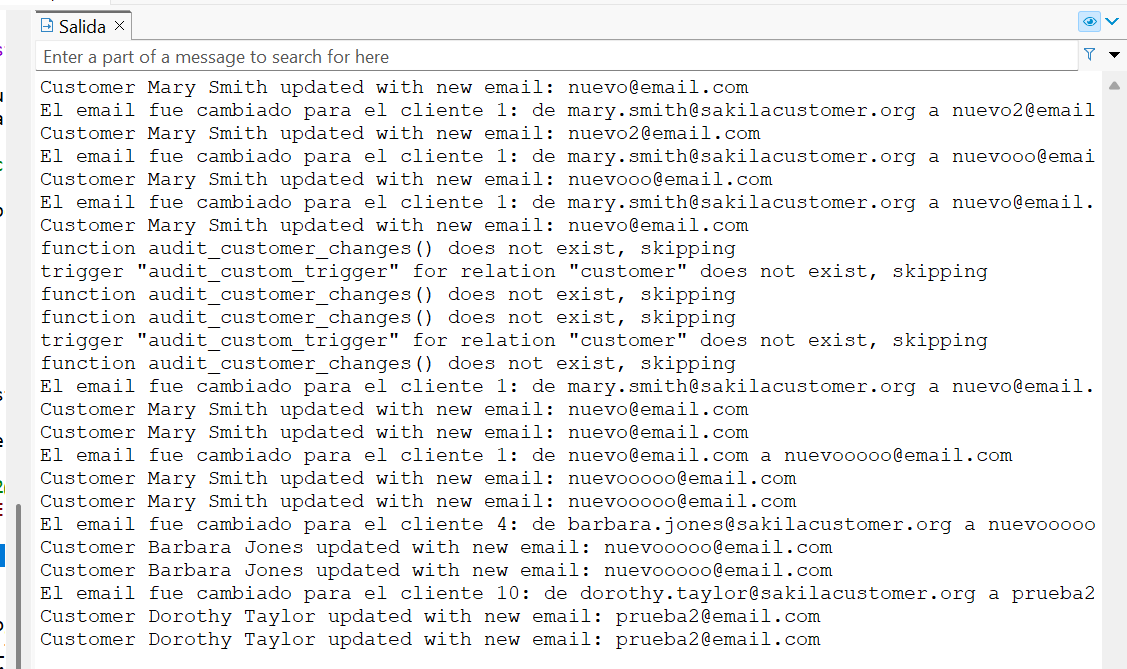 Salida
Enter a part of a message to search for here
Customer Mary Smith updated with new email: nuevo@email.com
El email fue cambiado para el cliente 1: de mary.smith@sakilacustomer.org a nuevo2@email
Customer Mary Smith updated with new email: nuevo2@email.com
El email fue cambiado para el cliente 1: de mary.smith@sakilacustomer.org a nuevooo@emai
Customer Mary Smith updated with new email: nuevooo@email.com
El email fue cambiado para el cliente 1: de mary.smith@sakilacustomer.org a nuevo@email.
Customer Mary Smith updated with new email: nuevo@email.com
function audit_customer_changes() does not exist, skipping
trigger "audit_custom_trigger" for relation "customer" does not exist, skipping
function audit_customer_changes() does not exist, skipping
function audit_customer_changes() does not exist, skipping
trigger "audit_custom_trigger" for relation "customer" does not exist, skipping
function audit_customer_changes() does not exist, skipping
El email fue cambiado para el cliente 1: de mary.smith@sakilacustomer.org a nuevo@email.
Customer Mary Smith updated with new email: nuevo@email.com
Customer Mary Smith updated with new email: nuevo@email.com
El email fue cambiado para el cliente 1: de nuevo@email.com a nuevooooo@email.com
Customer Mary Smith updated with new email: nuevooooo@email.com
Customer Mary Smith updated with new email: nuevooooo@email.com
El email fue cambiado para el cliente 4: de barbara.jones@sakilacustomer.org a nuevooooo
Customer Barbara Jones updated with new email: nuevooooo@email.com
Customer Barbara Jones updated with new email: nuevooooo@email.com
El email fue cambiado para el cliente 10: de dorothy.taylor@sakilacustomer.org a prueba2
Customer Dorothy Taylor updated with new email: prueba2@email.com
Customer Dorothy Taylor updated with new email: prueba2@email.com